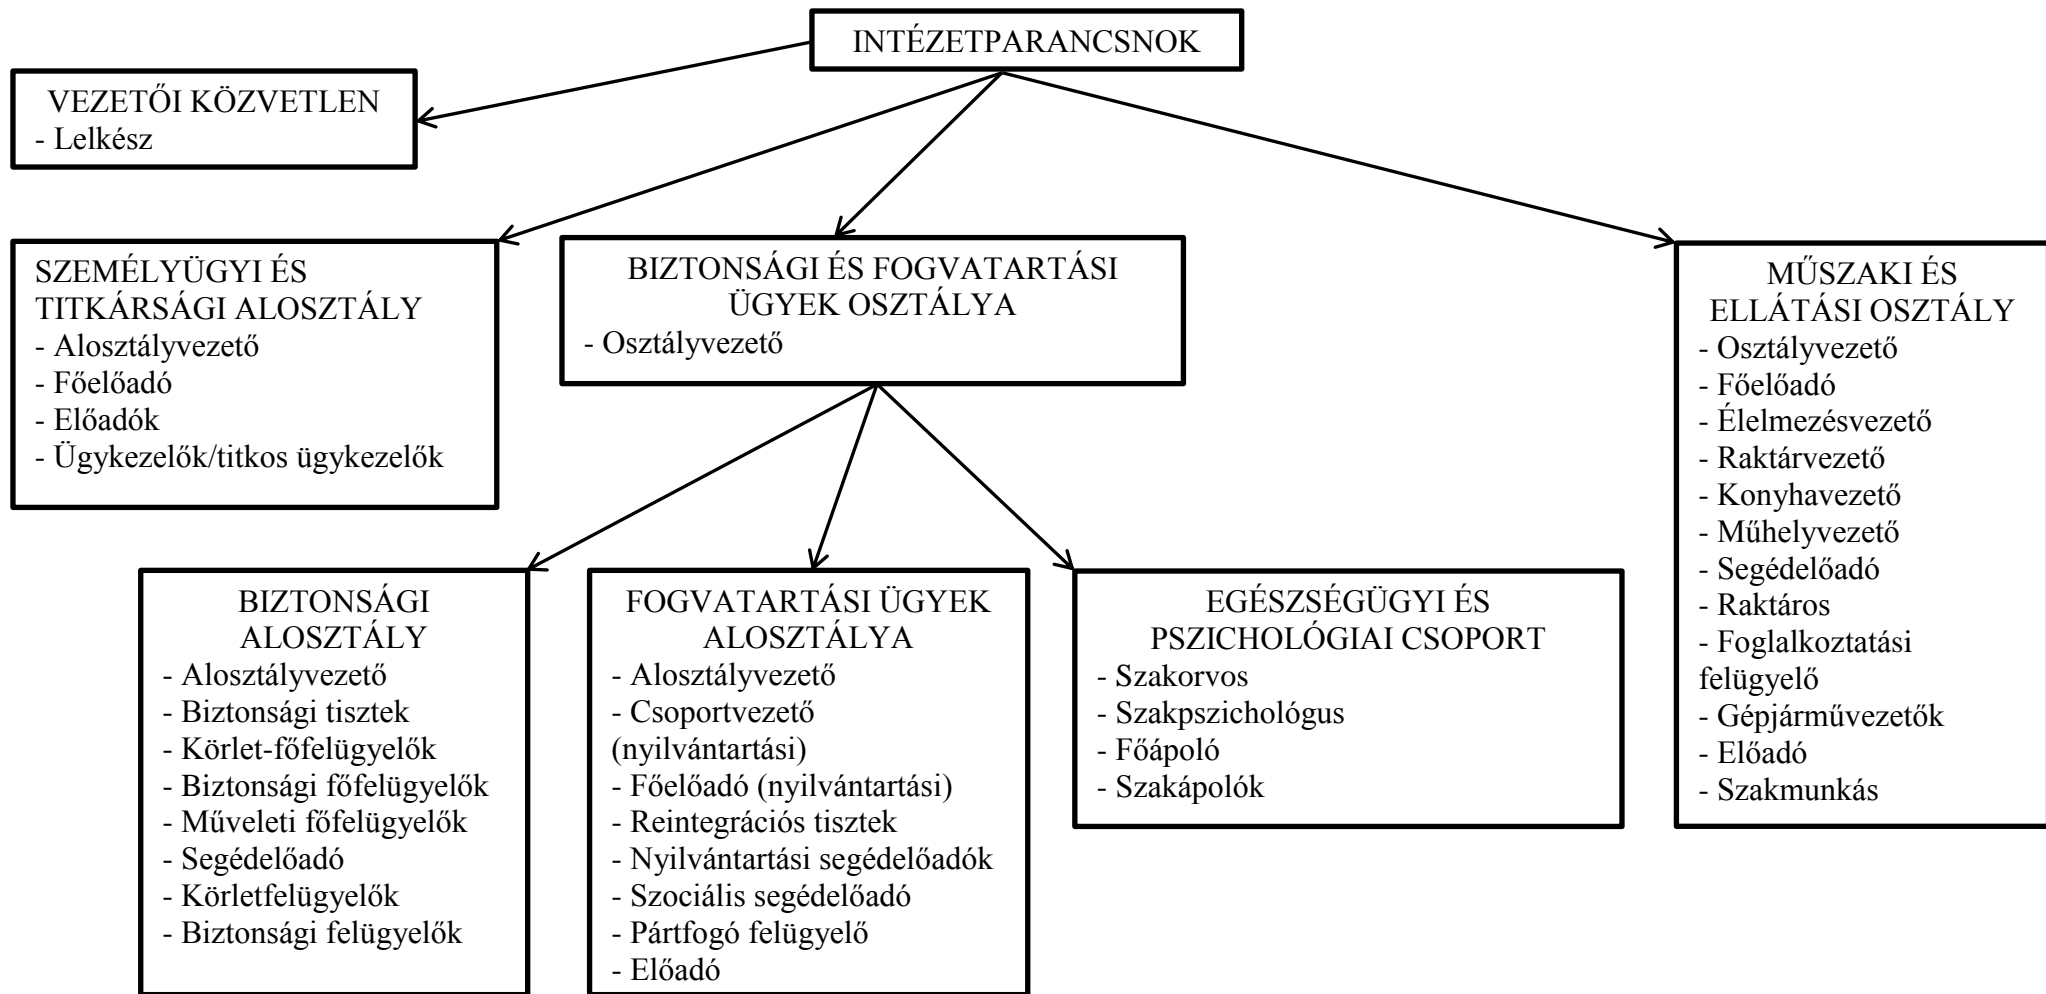 INTÉZETPARANCSNOK
VEZETŐI KÖZVETLEN
- Lelkész
SZEMÉLYÜGYI ÉS
TITKÁRSÁGI ALOSZTÁLY
- Alosztályvezető
- Főelőadó
- Előadók
- Ügykezelők/titkos ügykezelők
BIZTONSÁGI ÉS FOGVATARTÁSI
ÜGYEK OSZTÁLYA
- Osztályvezető
MŰSZAKI ÉS
ELLÁTÁSI OSZTÁLY
- Osztályvezető
- Főelőadó
- Élelmezésvezető
- Raktárvezető
- Konyhavezető
- Műhelyvezető
- Segédelőadó
- Raktáros
- Foglalkoztatási
felügyelő
- Gépjárművezetők
- Előadó
- Szakmunkás
BIZTONSÁGI
ALOSZTÁLY
- Alosztályvezető
- Biztonsági tisztek
- Körlet-főfelügyelők
- Biztonsági főfelügyelők
- Műveleti főfelügyelők
- Segédelőadó
- Körletfelügyelők
- Biztonsági felügyelők
FOGVATARTÁSI ÜGYEK
ALOSZTÁLYA
- Alosztályvezető
- Csoportvezető
(nyilvántartási)
- Főelőadó (nyilvántartási)
- Reintegrációs tisztek
- Nyilvántartási segédelőadók
- Szociális segédelőadó
- Pártfogó felügyelő
- Előadó
EGÉSZSÉGÜGYI ÉS
PSZICHOLÓGIAI CSOPORT
- Szakorvos
- Szakpszichológus
- Főápoló
- Szakápolók